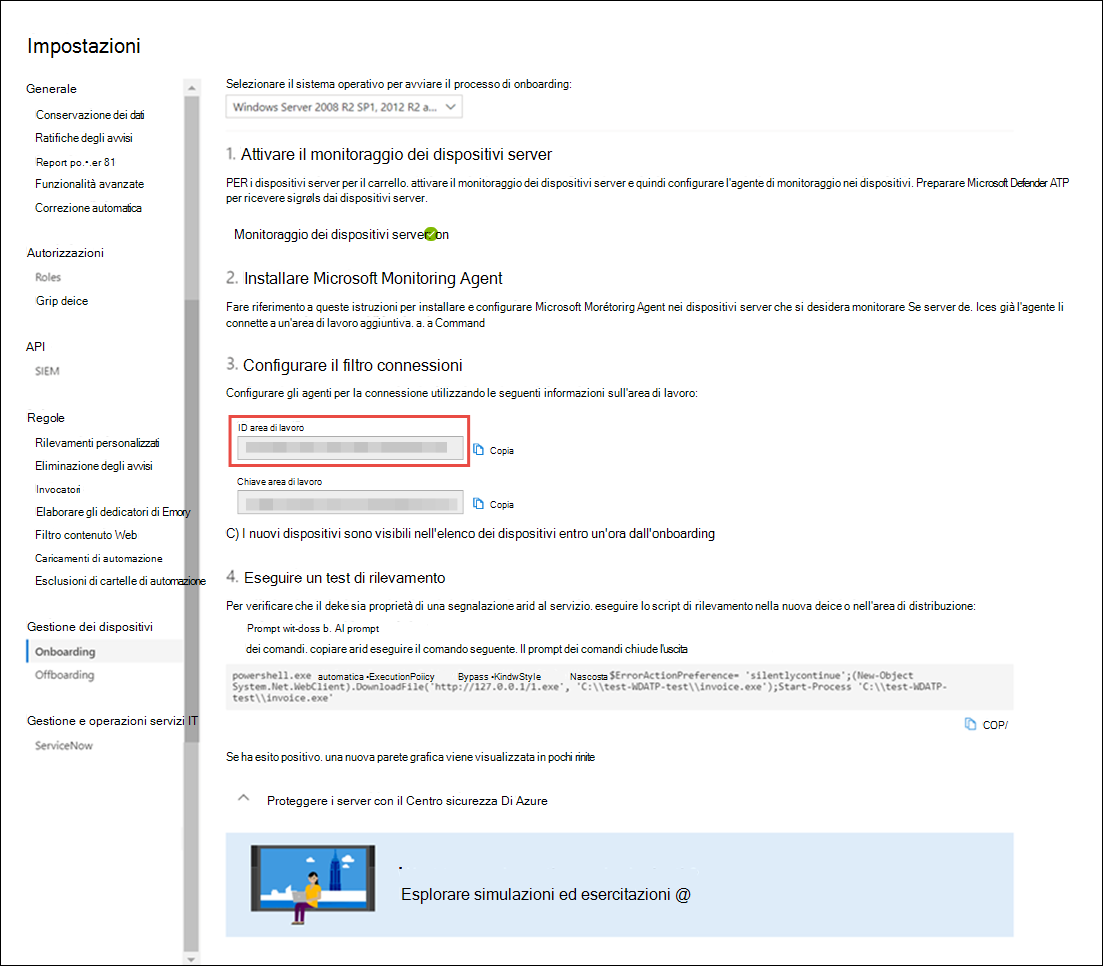 Impostazioni
Generale
Conservazione dei dati
Ratifiche degli avvisi
Report po.•.er 81
Funzionalità avanzate
Correzione automatica
Autorizzazioni
Roles
Grip deice
API
SIEM
Regole
Rilevamenti personalizzati
Eliminazione degli avvisi
Invocatori
Elaborare gli dedicatori di Emory
Filtro contenuto Web
Caricamenti di automazione
Esclusioni di cartelle di automazione
Gestione dei dispositivi
Onboarding
Offboarding
Gestione e operazioni servizi IT
ServiceNow
Selezionare il sistema operativo per avviare il processo di onboarding:
Windows Server 2008 R2 SP1, 2012 R2 a...
1. Attivare il monitoraggio dei dispositivi server
PER i dispositivi server per il carrello. attivare il monitoraggio dei dispositivi server e quindi configurare l'agente di monitoraggio nei dispositivi. Preparare Microsoft Defender ATP
per ricevere sigrøls dai dispositivi server.
Monitoraggio dei dispositivi server on
2. Installare Microsoft Monitoring Agent
Fare riferimento a queste istruzioni per installare e configurare Microsoft Morétoring Agent nei dispositivi server che si desidera monitorare Se server de. Ices già l'agente li
connette a un'area di lavoro aggiuntiva. a. a Command
3. Configurare il filtro connessioni
Configurare gli agenti per la connessione utilizzando le seguenti informazioni sull'area di lavoro:
ID area di lavoro
Copia
Chiave area di lavoro
Copia
C) I nuovi dispositivi sono visibili nell'elenco dei dispositivi entro un'ora dall'onboarding
4. Eseguire un test di rilevamento
Per verificare che il deke sia proprietà di una segnalazione arid al servizio. eseguire lo script di rilevamento nella nuova deice o nell'area di distribuzione:
Prompt wit-doss b. Al prompt
dei comandi. copiare arid eseguire il comando seguente. Il prompt dei comandi chiude l'uscita
powershell.exe automatica •ExecutionPoiicy Bypass •KindwStyle Nascosta $ErrorActionPreference= 'silentlycontinue';(New-Object
System.Net.WebClient).DownloadFile('http://127.0.0.1/1.exe', 'C:\\test-WDATP-test\\invoice.exe');Start-Process 'C:\\test-WDATP-
test\\invoice.exe'
COP/
Se ha esito positivo. una nuova parete grafica viene visualizzata in pochi rinite
Proteggere i server con il Centro sicurezza Di Azure
Esplorare simulazioni ed esercitazioni @